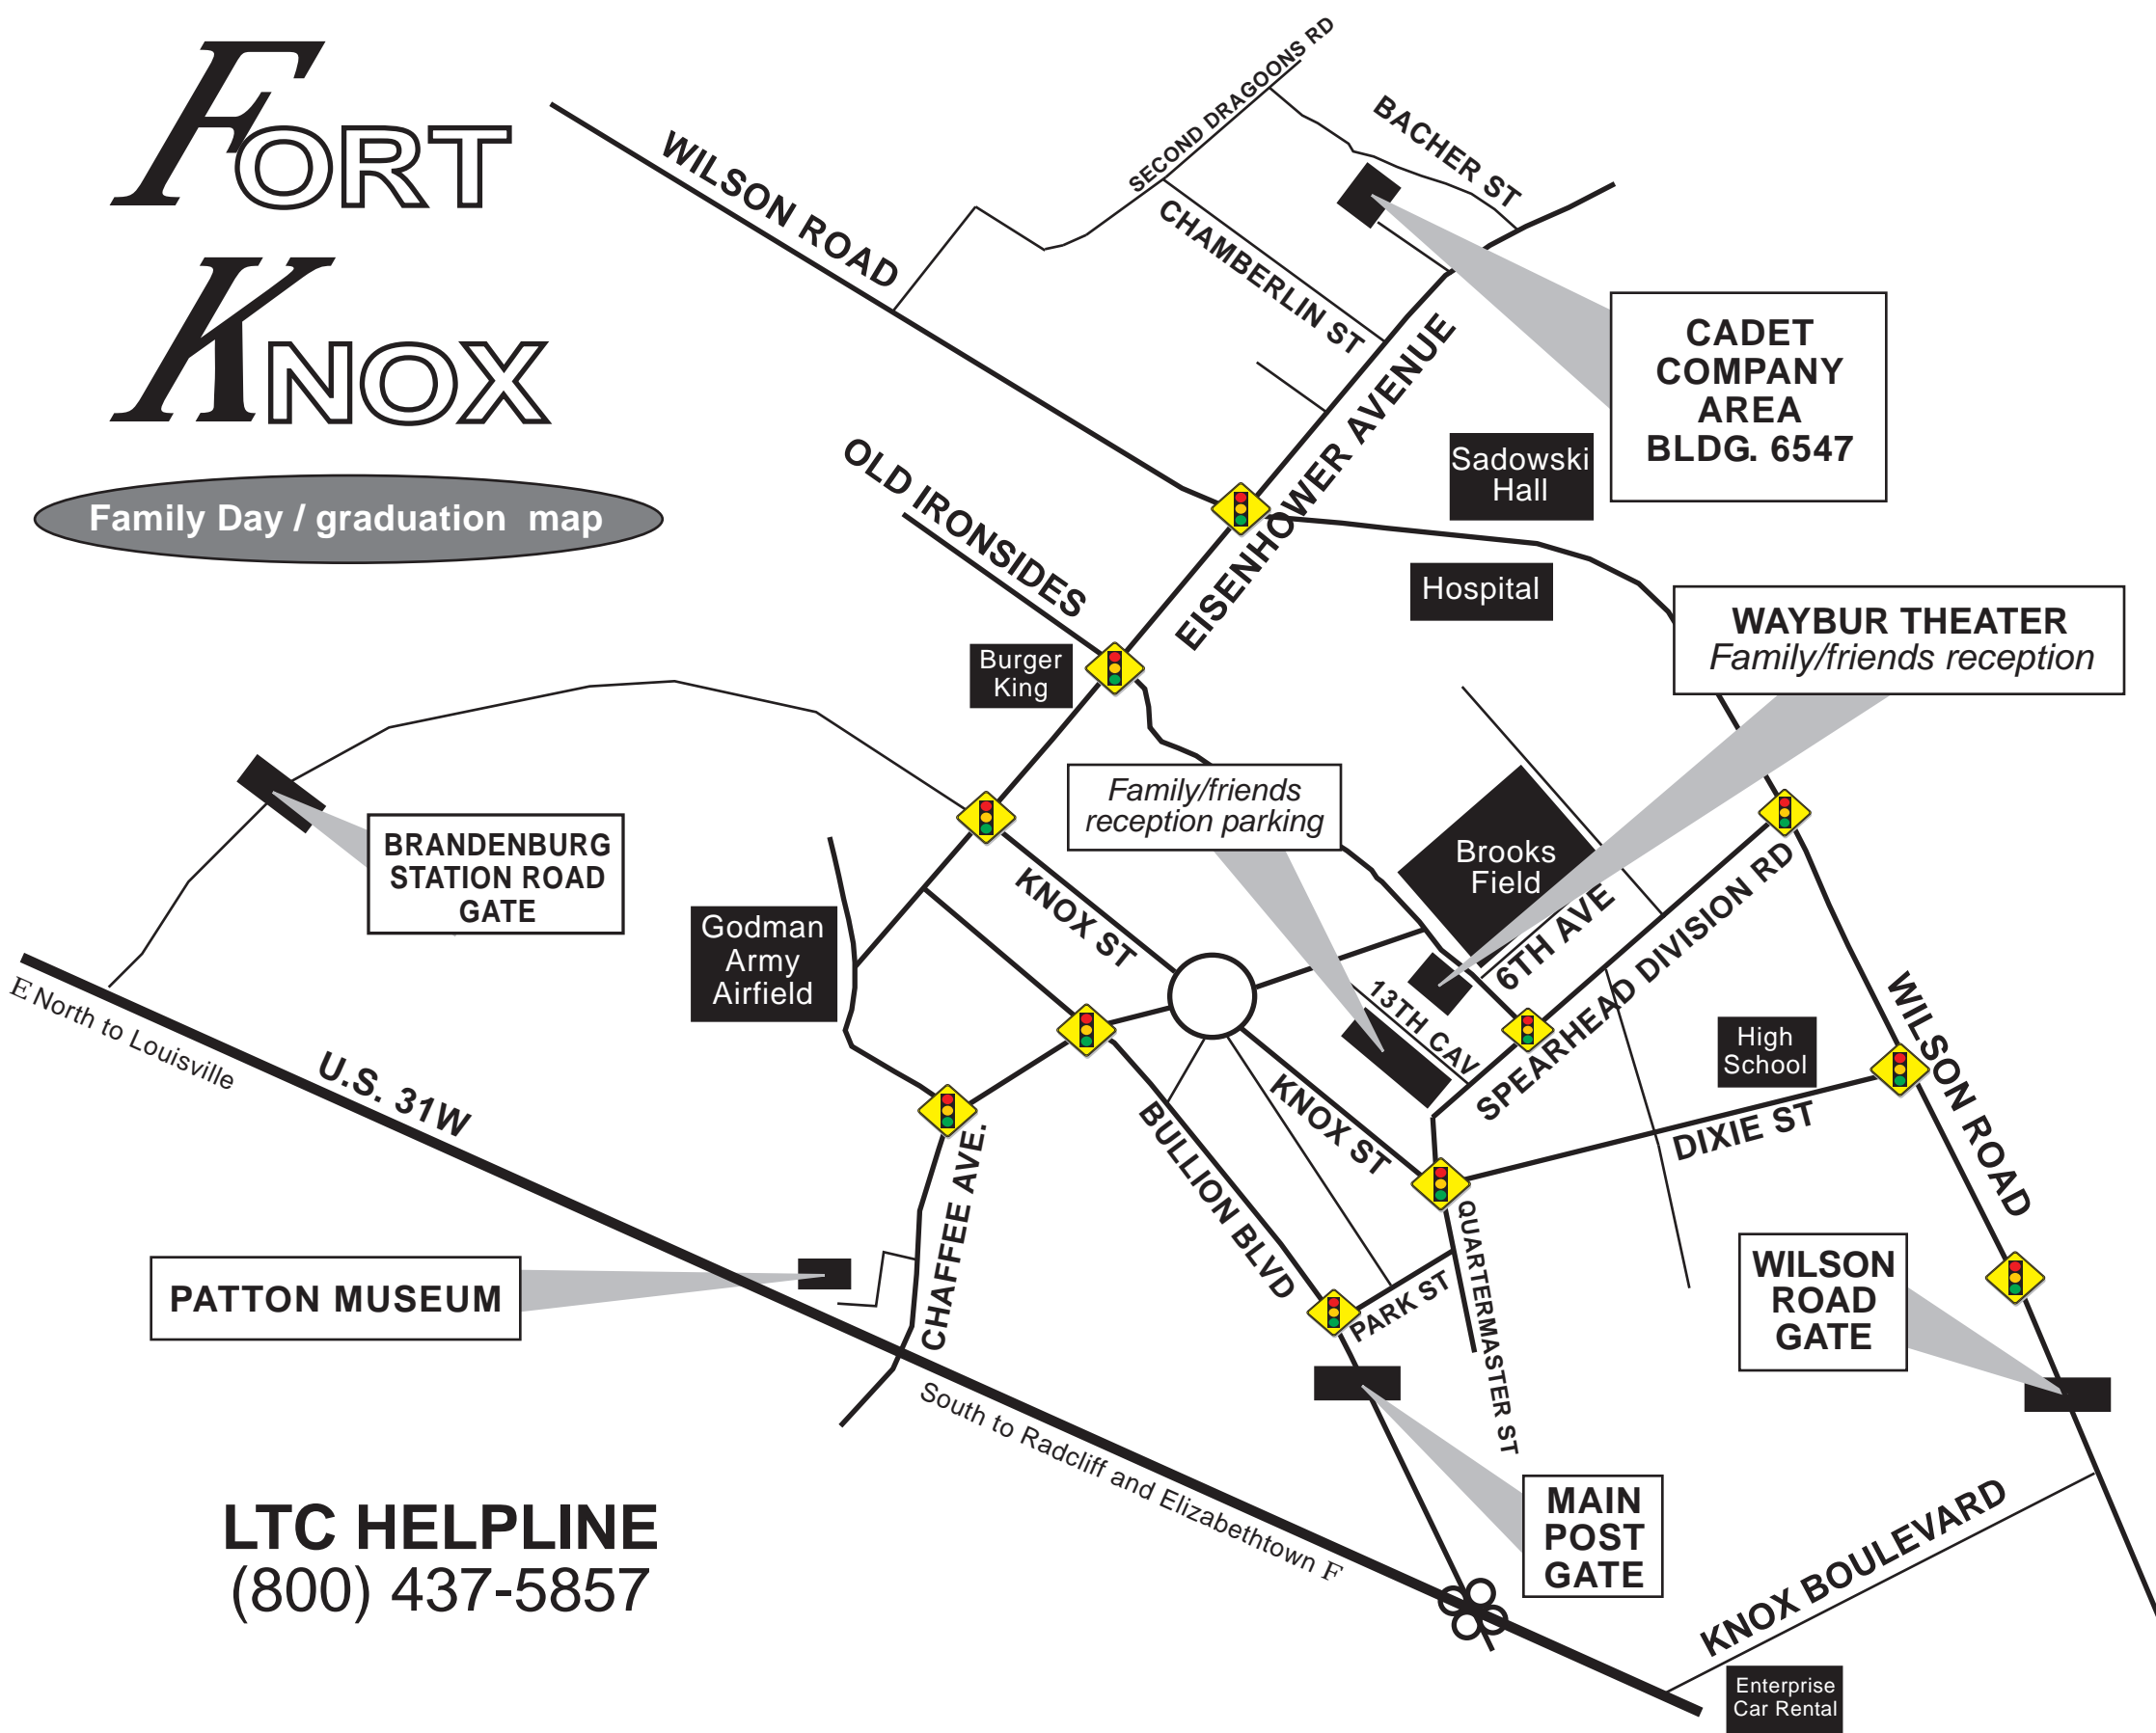 FORT
KNOX
Family Day / graduation map
SECOND DRAGOONS RD
BACHER ST
WILSON ROAD
CHAMBERLIN ST
CADET
COMPANY
AREA
BLDG. 6547
EISENHOWER AVENUE
Sadowski
Hall
OLD IRONSIDES
Hospital
WAYBUR THEATER
Family/friends reception
Burger
King
Family/friends
reception parking
BRANDENBURG
STATION ROAD
GATE
Brooks
Field
KNOX ST
6TH AVE
Godman
Army
Airfield
13TH CAV
SPEARHEAD DIVISION RD
WILSON ROAD
E North to Louisville
U.S. 31W
High
School
KNOX ST
DIXIE ST
BULLION BLVD
CHAFFEE AVE.
QUARTERMASTER ST
PARK ST
PATTON MUSEUM
WILSON
ROAD
GATE
South to Radcliff and Elizabethtown F
MAIN
POST
GATE
KNOX BOULEVARD
LTC HELPLINE
(800) 437-5857
Enterprise
Car Rental